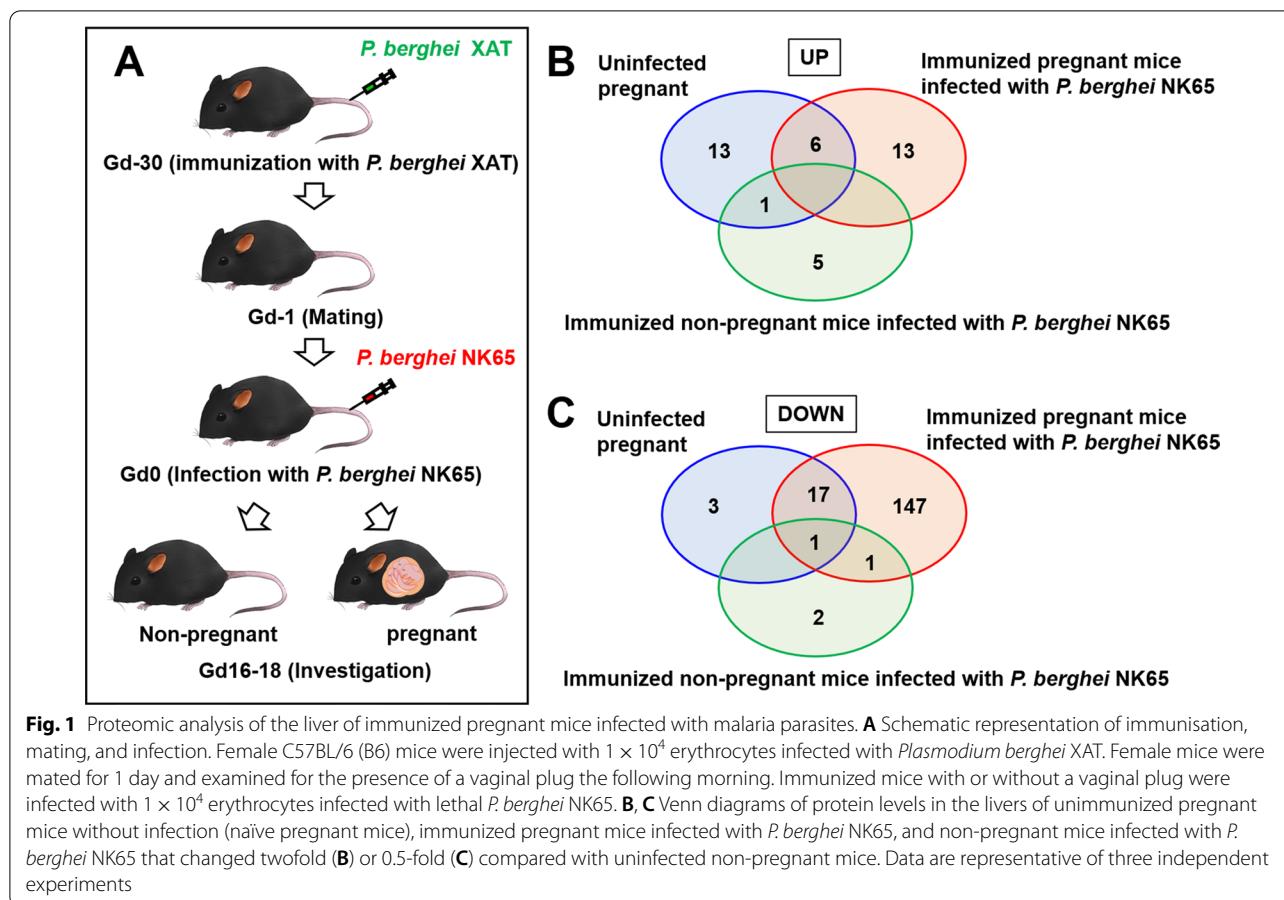 A
P. berghei XAT
Gd-30 (immunization with P. berghei XAT)
Gd-1 (Mating)
P. berghei NK65
Gd0 (Infection with P. berghei NK65)
Non-pregnant
pregnant
Gd16-18 (Investigation)
B
UP
Uninfected
pregnant
Immunized pregnant mice
infected with P. berghei NK65
13
6
13
1
5
Immunized non-pregnant mice infected with P. berghei NK65
C
DOWN
Uninfected
pregnant
Immunized pregnant mice
infected with P. berghei NK65
3
17
147
1
1
2
Immunized non-pregnant mice infected with P. berghei NK65
Fig. 1 Proteomic analysis of the liver of immunized pregnant mice infected with malaria parasites. A Schematic representation of immunisation,
mating, and infection. Female C57BL/6 (B6) mice were injected with 1 × 10⁴ erythrocytes infected with Plasmodium berghei XAT. Female mice were
mated for 1 day and examined for the presence of a vaginal plug the following morning. Immunized mice with or without a vaginal plug were
infected with 1 × 10⁴ erythrocytes infected with lethal P. berghei NK65. B, C Venn diagrams of protein levels in the livers of unimmunized pregnant
mice without infection (naïve pregnant mice), immunized pregnant mice infected with P. berghei NK65, and non-pregnant mice infected with P.
berghei NK65 that changed twofold (B) or 0.5-fold (C) compared with uninfected non-pregnant mice. Data are representative of three independent
experiments